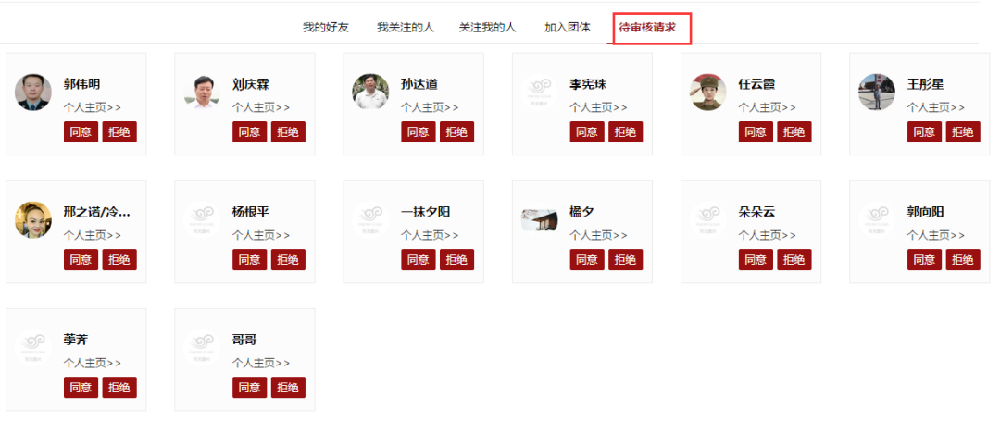 我的好友 我关注的人 关注我的人 加入团体 待审核请求
郭伟明 刘庆霖 孙达道 李宪珠 任云霞 王彤星
个人主页>> 个人主页>> 个人主页>> 个人主页>> 个人主页>> 个人主页>>
同意 拒绝 同意 拒绝 同意 拒绝 同意 拒绝 同意 拒绝 同意 拒绝
邢之诺/冷... 杨根平 一抹夕阳 楹夕 朵朵云 郭向阳
个人主页>> 个人主页>> 个人主页>> 个人主页>> 个人主页>> 个人主页>>
同意 拒绝 同意 拒绝 同意 拒绝 同意 拒绝 同意 拒绝 同意 拒绝
荸荠 哥哥
个人主页>> 个人主页>>
同意 拒绝 同意 拒绝